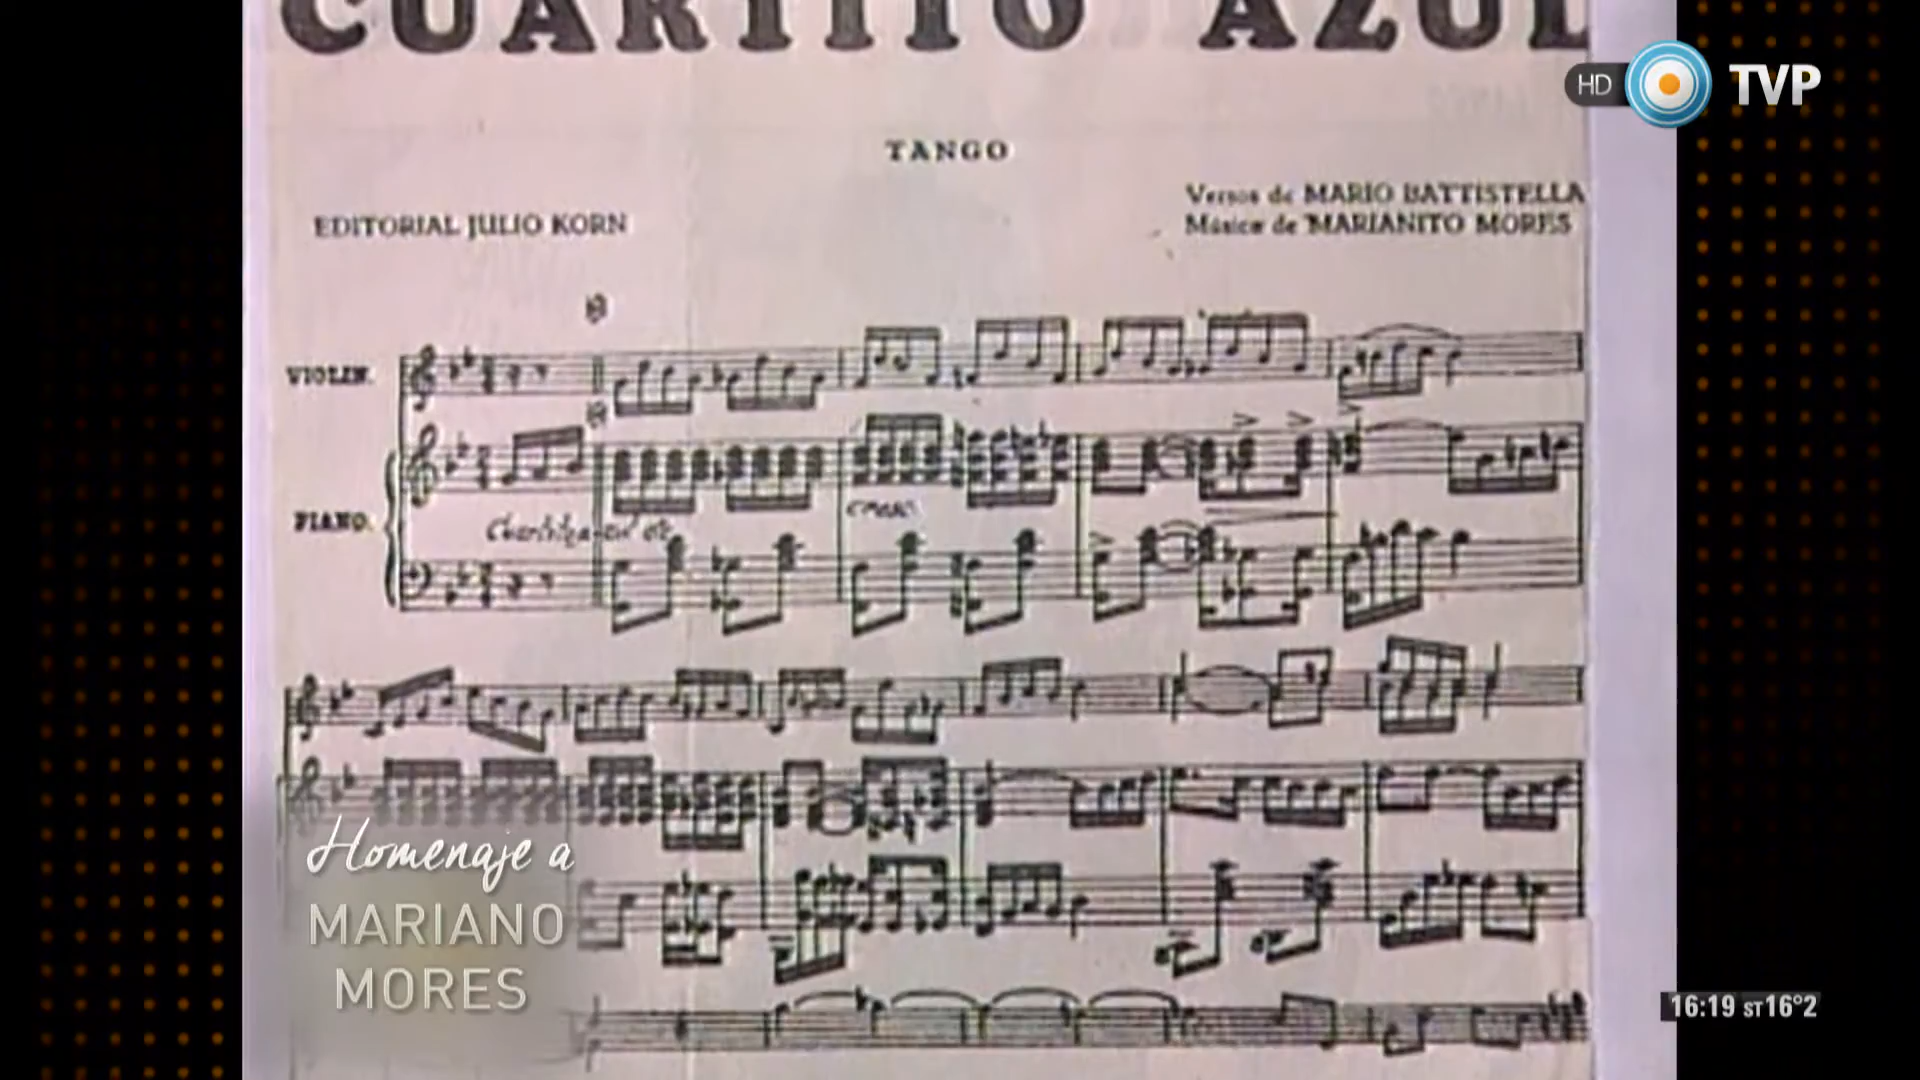 CUARTITO AZUL
HD TVP
TANGO
Versos de MARIO BATTISTELLA
EDITORIAL JULIO KORN
Música de MARIANITO MORES
VIOLIN.
PIANO.
cresc.
Homenaje a
MARIANO
MORES
16:19 ST16°2